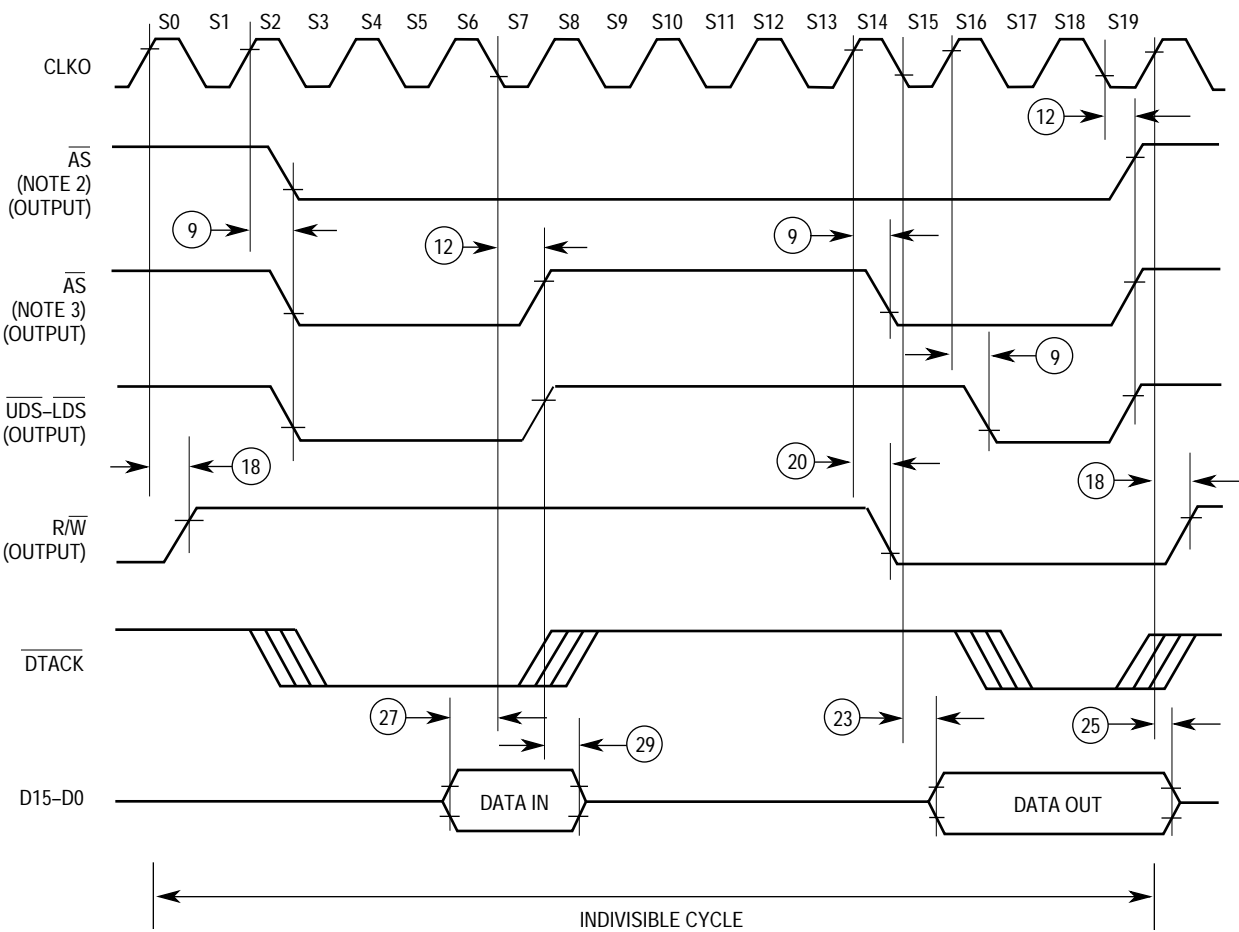 S0 S1 S2 S3 S4 S5 S6 S7 S8 S9 S10 S11 S12 S13 S14 S15 S16 S17 S18 S19
CLKO
12
AS
(NOTE 2)
(OUTPUT)
9
12
9
AS
(NOTE 3)
(OUTPUT)
9
UDS–LDS
(OUTPUT)
18
20
18
R/W
(OUTPUT)
DTACK
27
23
25
29
D15–D0
DATA IN
DATA OUT
INDIVISIBLE CYCLE